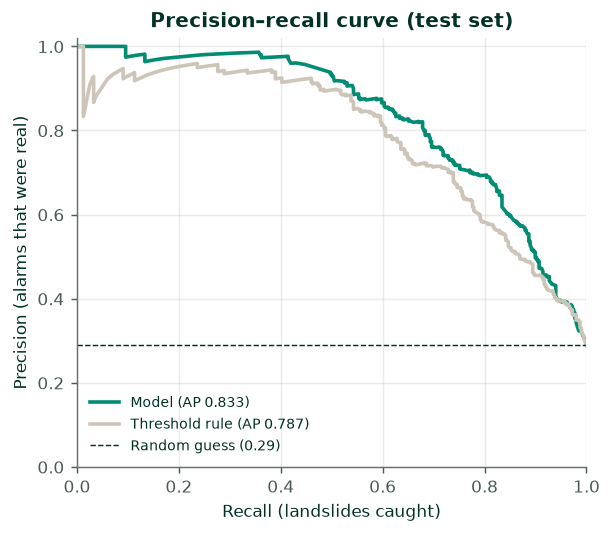 Precision–recall curve (test set)
Precision (alarms that were real)
1.0
0.8
0.6
0.4
0.2
0.0
Model (AP 0.833)
Threshold rule (AP 0.787)
Random guess (0.29)
0.0 0.2 0.4 0.6 0.8 1.0
Recall (landslides caught)